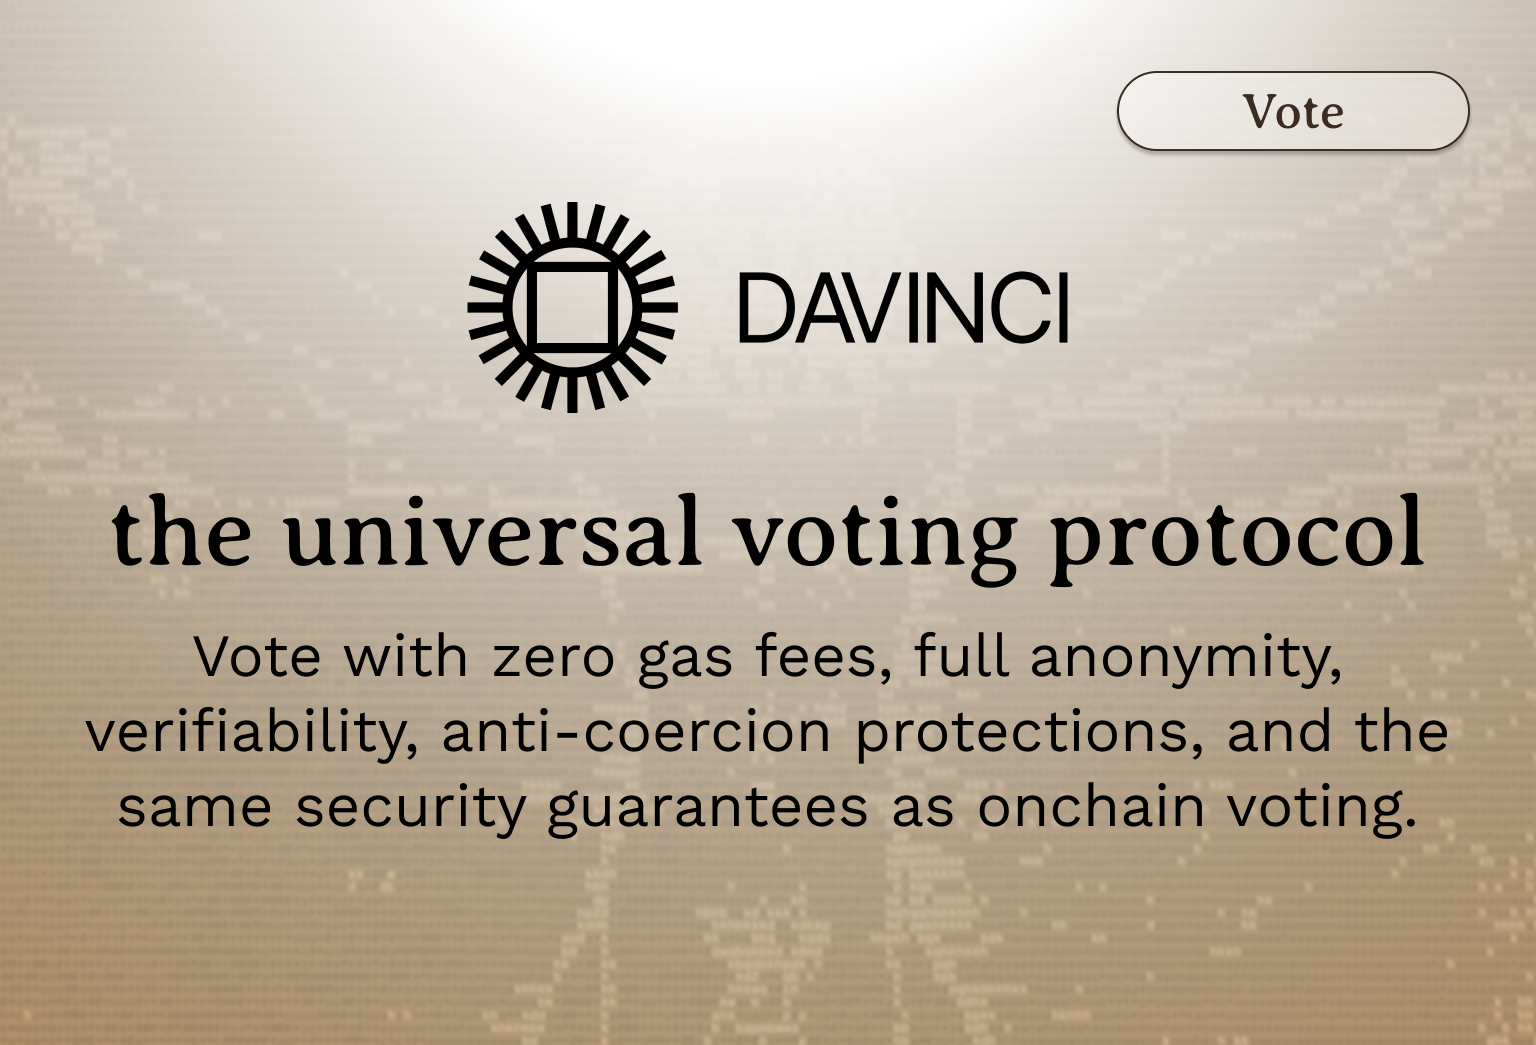 Vote
DAVINCI
the universal voting protocol
Vote with zero gas fees, full anonymity,
verifiability, anti-coercion protections, and the
same security guarantees as onchain voting.